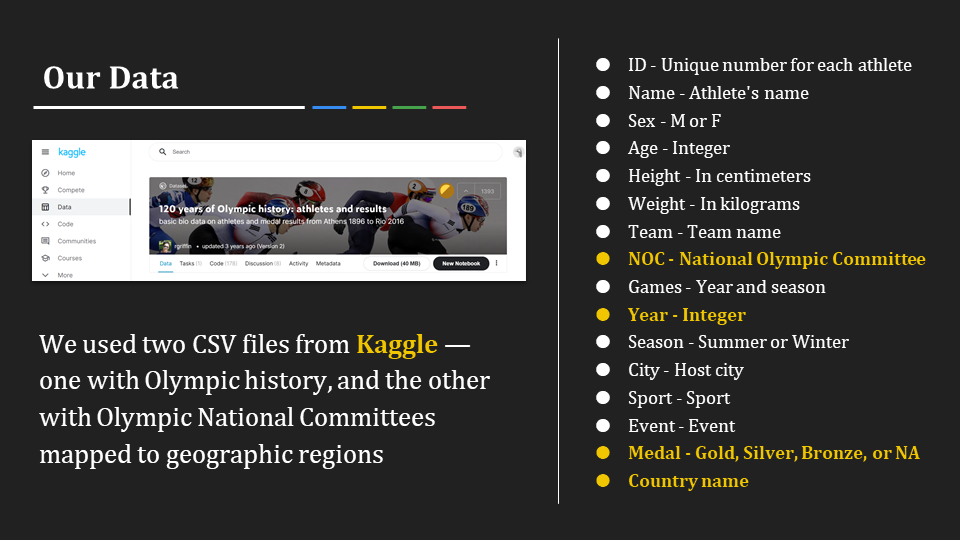 Our Data
kaggle
Search
Home
Compete
Data
Code
Communities
Courses
More
Dataset
1393
120 years of Olympic history: athletes and results
basic bio data on athletes and medal results from Athens 1896 to Rio 2016
rgriffin • updated 3 years ago (Version 2)
Data Tasks (1) Code (178) Discussion (8) Activity Metadata Download (40 MB) New Notebook
We used two CSV files from Kaggle —
one with Olympic history, and the other
with Olympic National Committees
mapped to geographic regions
ID - Unique number for each athlete
Name - Athlete's name
Sex - M or F
Age - Integer
Height - In centimeters
Weight - In kilograms
Team - Team name
NOC - National Olympic Committee
Games - Year and season
Year - Integer
Season - Summer or Winter
City - Host city
Sport - Sport
Event - Event
Medal - Gold, Silver, Bronze, or NA
Country name